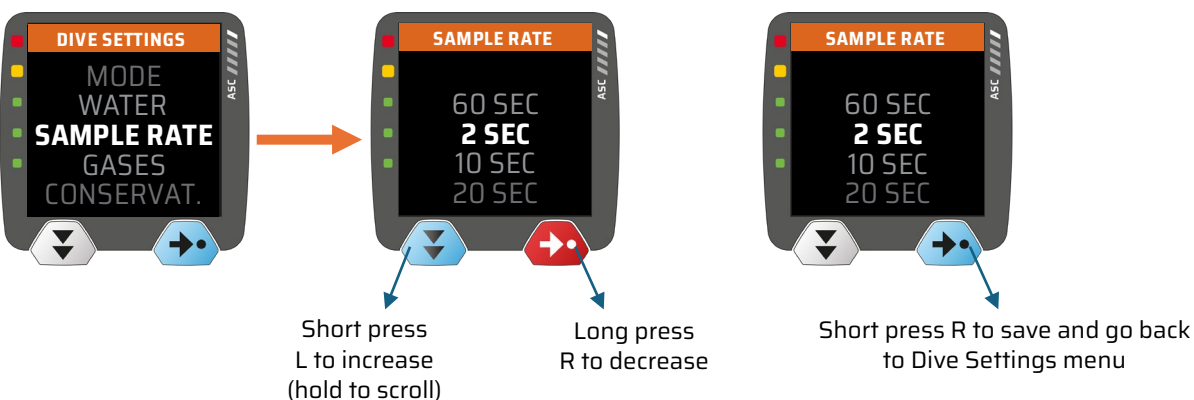 DIVE SETTINGS
MODE
WATER
SAMPLE RATE
GASES
CONSERVAT.
ASC
SAMPLE RATE
60 SEC
2 SEC
10 SEC
20 SEC
ASC
Short press
L to increase
(hold to scroll)
Long press
R to decrease
SAMPLE RATE
60 SEC
2 SEC
10 SEC
20 SEC
ASC
Short press R to save and go back
to Dive Settings menu